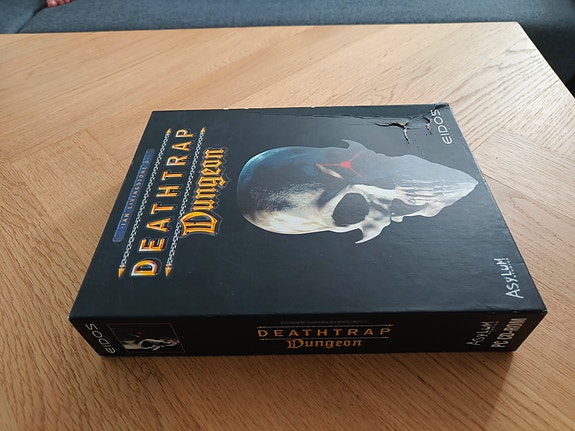 IAN LIVINGSTONE'S
DEATHTRAP
Dungeon
EIDOS
ASYLUM
EIDOS
DEATHTRAP
Dungeon
ASYLUM
PC CD-ROM